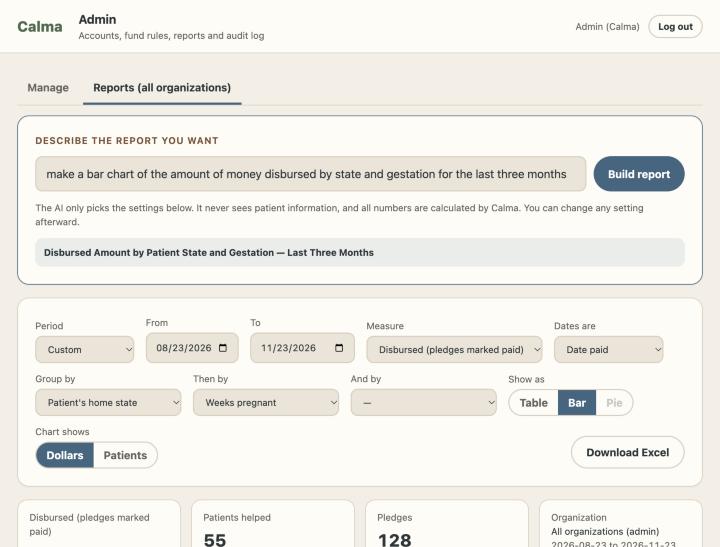 Calma
Admin
Accounts, fund rules, reports and audit log
Admin (Calma)
Log out
Manage
Reports (all organizations)
DESCRIBE THE REPORT YOU WANT
make a bar chart of the amount of money disbursed by state and gestation for the last three months
Build report
The AI only picks the settings below. It never sees patient information, and all numbers are calculated by Calma. You can change any setting
afterward.
Disbursed Amount by Patient State and Gestation — Last Three Months
Period
From
To
Measure
Dates are
Custom
08/23/2026
11/23/2026
Disbursed (pledges marked paid)
Date paid
Group by
Then by
And by
Show as
Patient's home state
Weeks pregnant
—
Table
Bar
Pie
Chart shows
Dollars
Patients
Download Excel
Disbursed (pledges marked
paid)
Patients helped
55
Pledges
128
Organization
All organizations (admin)
2026-08-23 to 2026-11-23